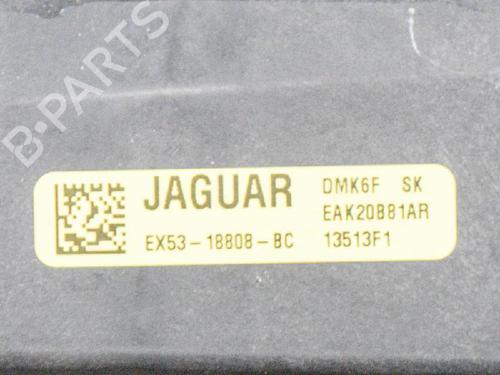 B-PARTS
JAGUAR
DMK6F SK
EAK20B81AR
EX53-18808-BC
13513F1